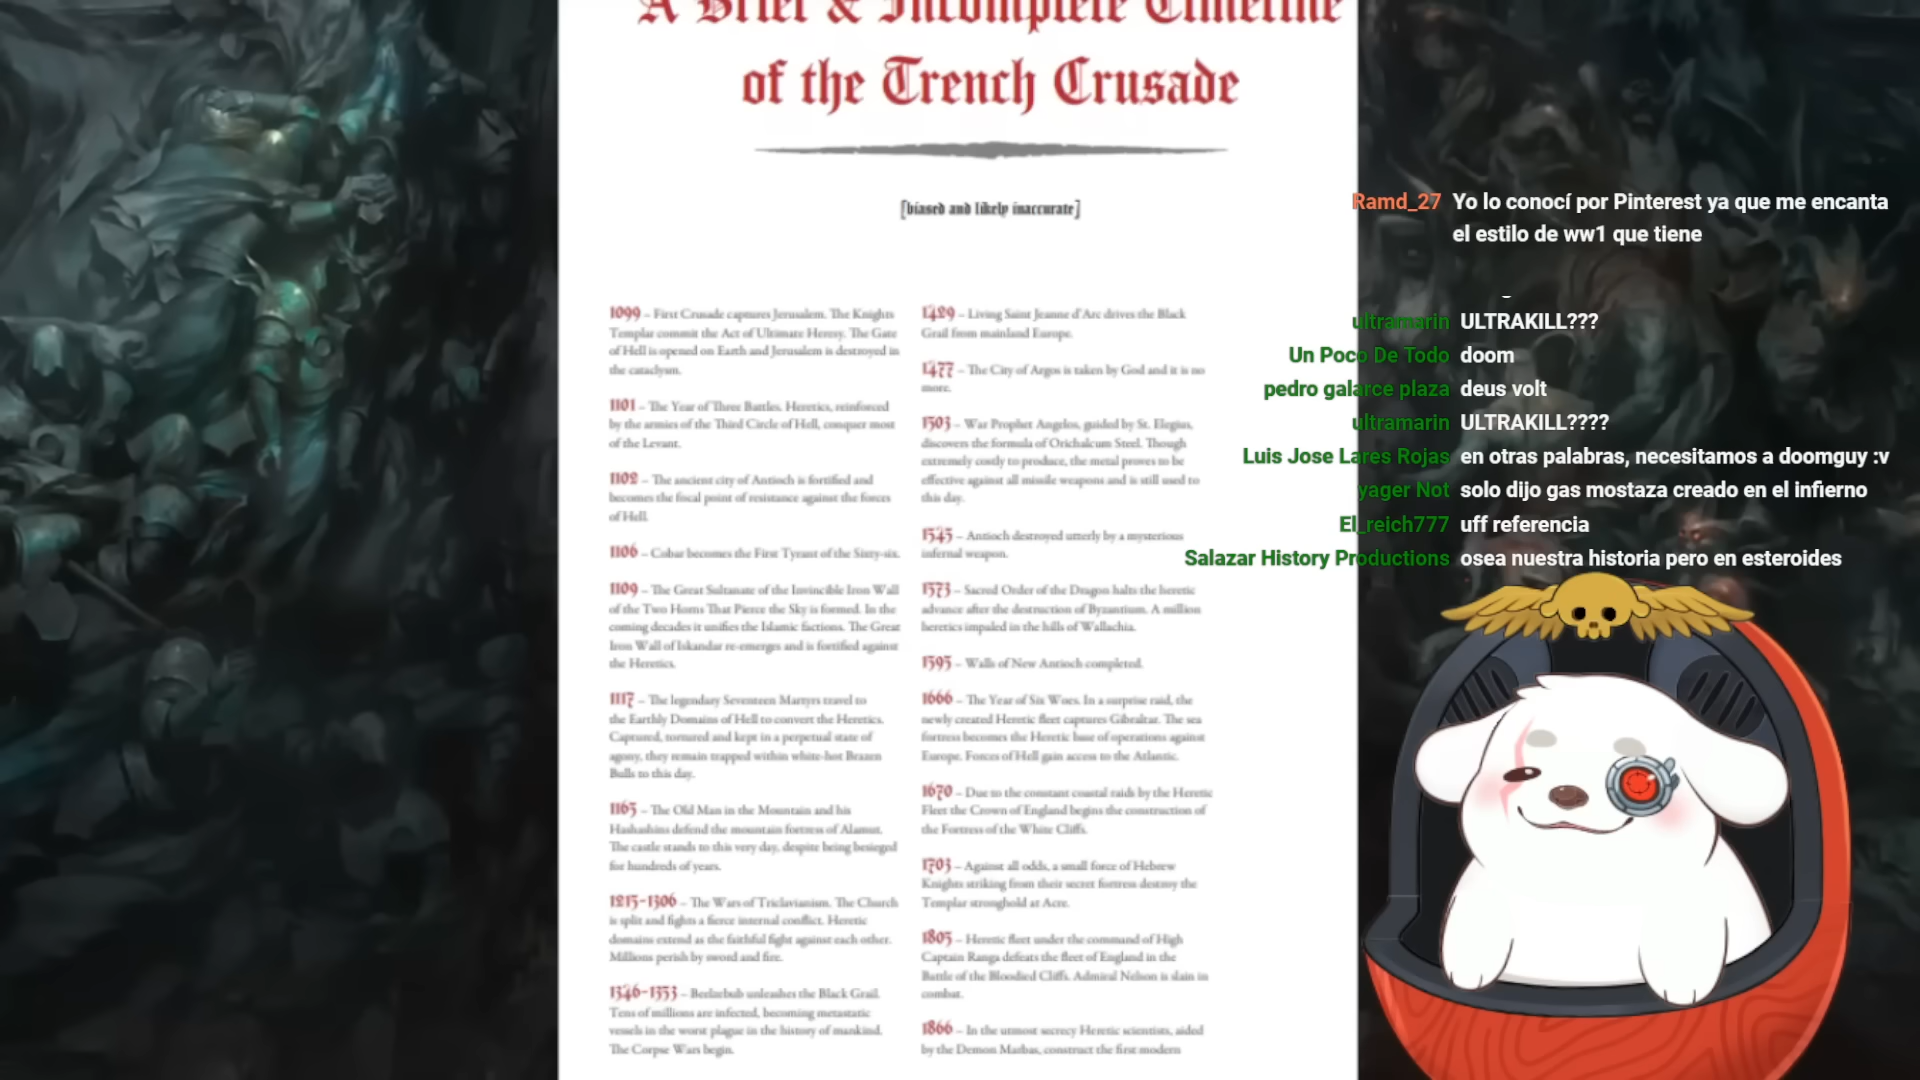 A Brief & Incomplete Timeline
of the Trench Crusade
[biased and likely inaccurate]
1099 – First Crusade captures Jerusalem. The Knights
Templar commit the Act of Ultimate Heresy. The Gate
of Hell is opened on Earth and Jerusalem is destroyed in
the cataclysm.
1101 – The Year of Three Battles. Heretics, reinforced
by the armies of the Third Circle of Hell, conquer most
of the Levant.
1102 – The ancient city of Antioch is fortified and
becomes the focal point of resistance against the forces
of Hell.
1106 – Cobar becomes the First Tyrant of the Sixty-six.
1109 – The Great Sultanate of the Invincible Iron Wall
of the Two Horns That Pierce the Sky is formed. In the
coming decades it unifies the Islamic factions. The Great
Iron Wall of Iskandar re-emerges and is fortified against
the Heretics.
1117 – The legendary Seventeen Martyrs travel to
the Earthly Domains of Hell to convert the Heretics.
Captured, tortured and kept in a perpetual state of
agony, they remain trapped within white-hot Brazen
Bulls to this day.
1165 – The Old Man in the Mountain and his
Hashashins defend the mountain fortress of Alamut.
The castle stands to this very day, despite being besieged
for hundreds of years.
1215-1306 – The Wars of Triclavianism. The Church
is split and fights a fierce internal conflict. Heretic
domains extend as the faithful fight against each other.
Millions perish by sword and fire.
1346-1353 – Beelzebub unleashes the Black Grail.
Tens of millions are infected, becoming metastatic
vessels in the worst plague in the history of mankind.
The Corpse Wars begin.
1429 – Living Saint Jeanne d'Arc drives the Black
Grail from mainland Europe.
1477 – The City of Argos is taken by God and it is no
more.
1503 – War Prophet Angelos, guided by St. Elegius,
discovers the formula of Orichalcum Steel. Though
extremely costly to produce, the metal proves to be
effective against all missile weapons and is still used to
this day.
1545 – Antioch destroyed utterly by a mysterious
infernal weapon.
1573 – Sacred Order of the Dragon halts the heretic
advance after the destruction of Byzantium. A million
heretics impaled in the hills of Wallachia.
1595 – Walls of New Antioch completed.
1666 – The Year of Six Woes. In a surprise raid, the
newly created Heretic fleet captures Gibraltar. The sea
fortress becomes the Heretic base of operations against
Europe. Forces of Hell gain access to the Atlantic.
1670 – Due to the constant coastal raids by the Heretic
Fleet the Crown of England begins the construction of
the Fortress of the White Cliffs.
1703 – Against all odds, a small force of Hebrew
Knights striking from their secret fortress destroy the
Templar stronghold at Acre.
1805 – Heretic fleet under the command of High
Captain Ranga defeats the fleet of England in the
Battle of the Bloodied Cliffs. Admiral Nelson is slain in
combat.
1866 – In the utmost secrecy Heretic scientists, aided
by the Demon Marbas, construct the first modern
Ramd_27 Yo lo conocí por Pinterest ya que me encanta
el estilo de ww1 que tiene
ultramarin ULTRAKILL???
Un Poco De Todo doom
pedro galarce plaza deus volt
ultramarin ULTRAKILL????
Luis Jose Lares Rojas en otras palabras, necesitamos a doomguy :v
yager Not solo dijo gas mostaza creado en el infierno
El_reich777 uff referencia
Salazar History Productions osea nuestra historia pero en esteroides